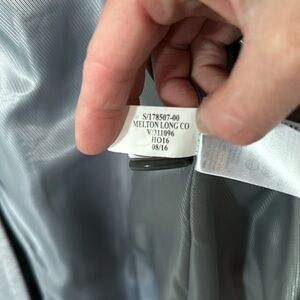 S/178507-00
MELTON LONG CO
V/311096
HO16
08/16